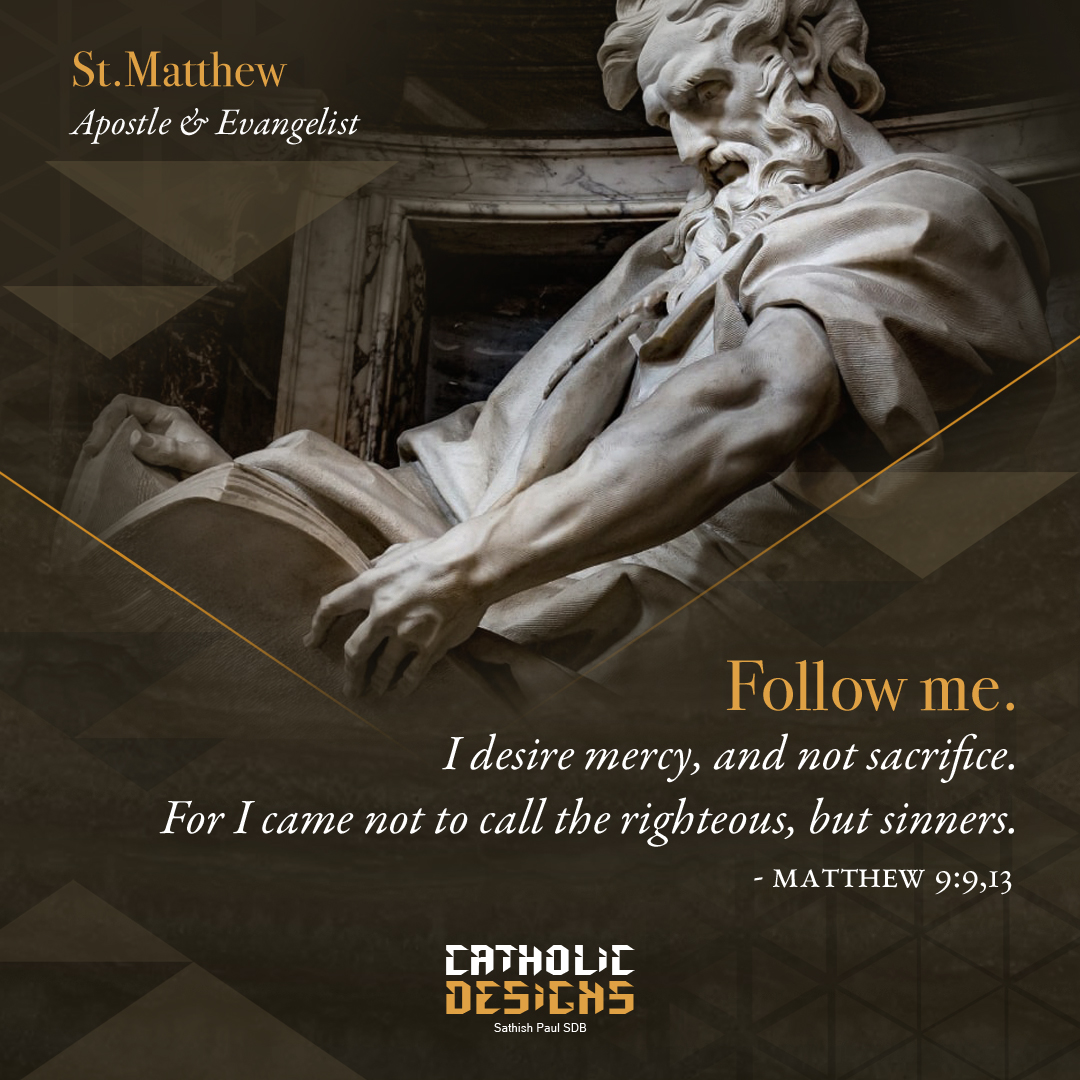 St.Matthew
Apostle & Evangelist
Follow me.
I desire mercy, and not sacrifice.
For I came not to call the righteous, but sinners.
- MATTHEW 9:9,13
CATHOLIC
DESIGNS
Sathish Paul SDB